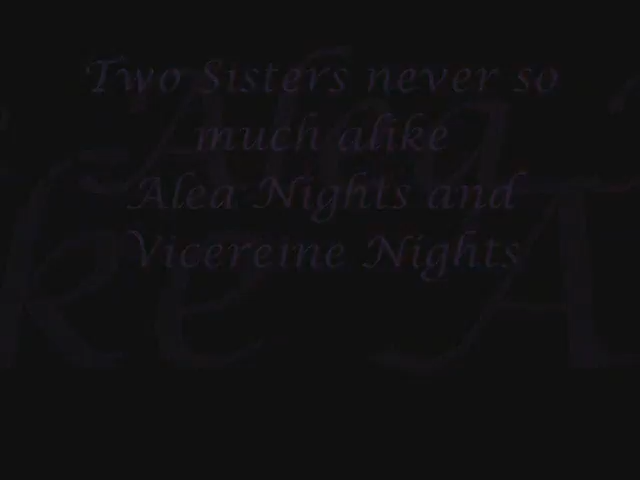 Two Sisters never so
much alike
Alea Nights and
Vicereine Nights